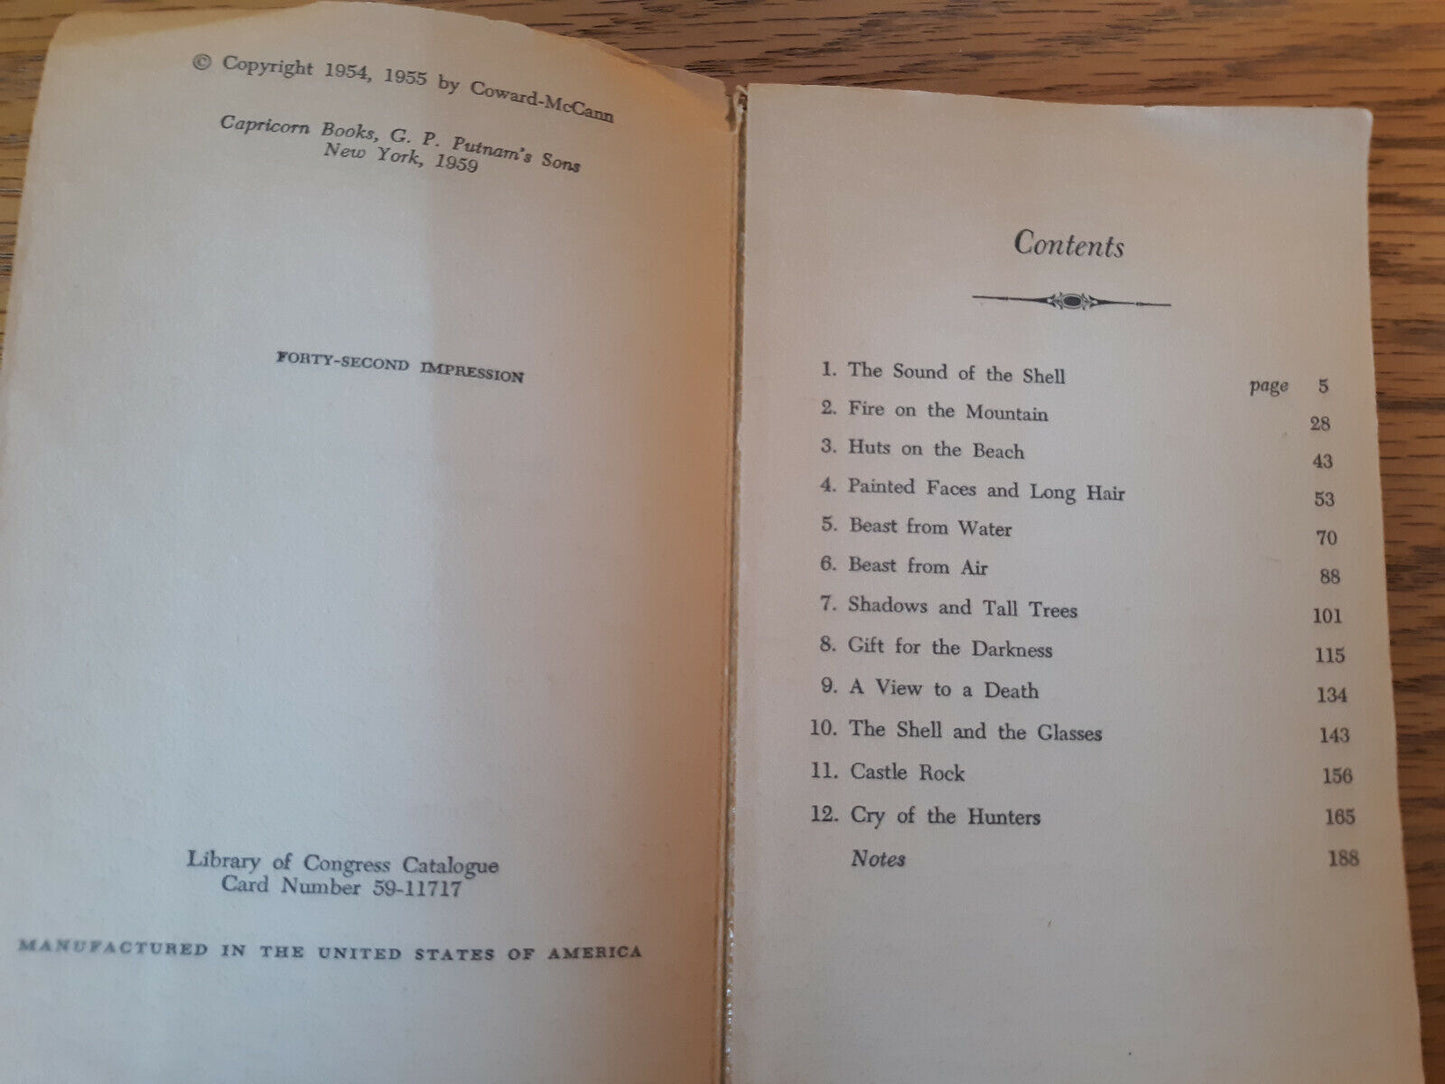 © Copyright 1954, 1955 by Coward-McCann
Capricorn Books, G. P. Putnam's Sons
New York, 1959
FORTY-SECOND IMPRESSION
Library of Congress Catalogue
Card Number 59-11717
MANUFACTURED IN THE UNITED STATES OF AMERICA
Contents
1. The Sound of the Shell page 5
2. Fire on the Mountain 28
3. Huts on the Beach 43
4. Painted Faces and Long Hair 53
5. Beast from Water 70
6. Beast from Air 88
7. Shadows and Tall Trees 101
8. Gift for the Darkness 115
9. A View to a Death 134
10. The Shell and the Glasses 143
11. Castle Rock 156
12. Cry of the Hunters 165
Notes 188